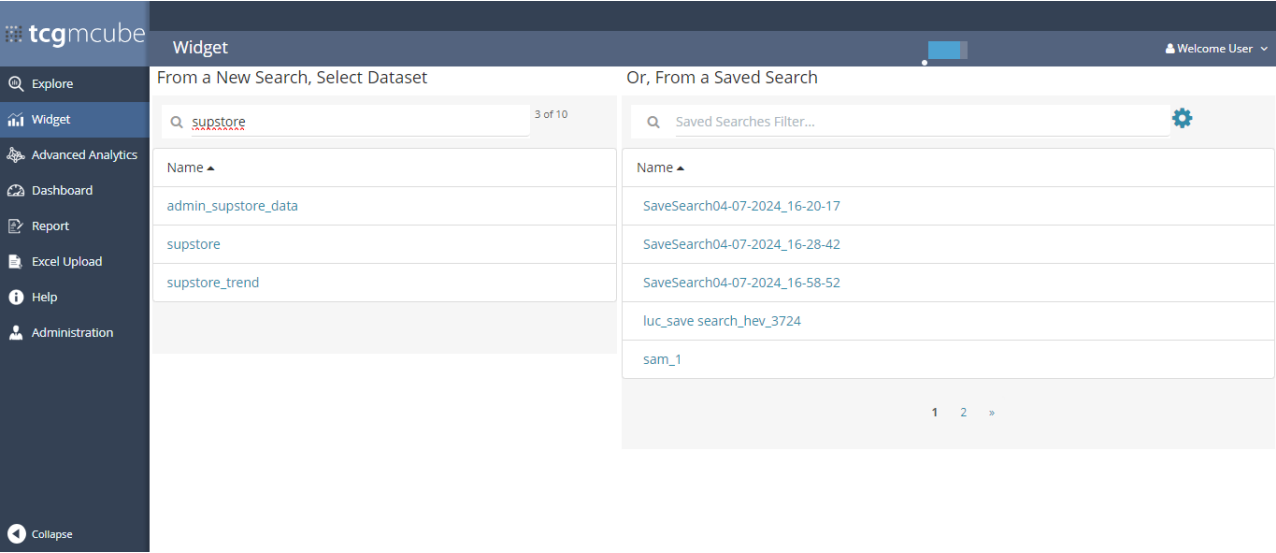 tcgmcube
Widget
Welcome User
Explore
Widget
Advanced Analytics
Dashboard
Report
Excel Upload
Help
Administration
Collapse
From a New Search, Select Dataset
supstore
3 of 10
Name
admin_supstore_data
supstore
supstore_trend
Or, From a Saved Search
Saved Searches Filter...
Name
SaveSearch04-07-2024_16-20-17
SaveSearch04-07-2024_16-28-42
SaveSearch04-07-2024_16-58-52
luc_save search_hev_3724
sam_1
1 2 »